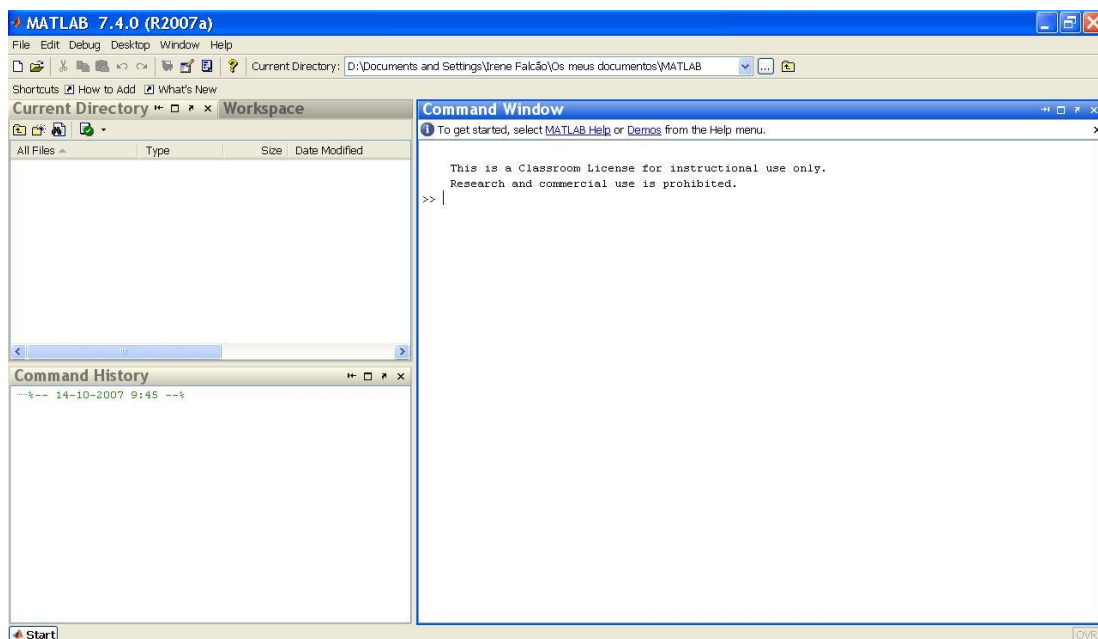 MATLAB 7.4.0 (R2007a)
File Edit Debug Desktop Window Help
Current Directory: D:\Documents and Settings\Irene Falcão\Os meus documentos\MATLAB
Shortcuts How to Add What's New
Current Directory Workspace
All Files Type Size Date Modified
Command History
%-- 14-10-2007 9:45 --%
Command Window
To get started, select MATLAB Help or Demos from the Help menu.
This is a Classroom License for instructional use only.
Research and commercial use is prohibited.
>>
Start
OVR